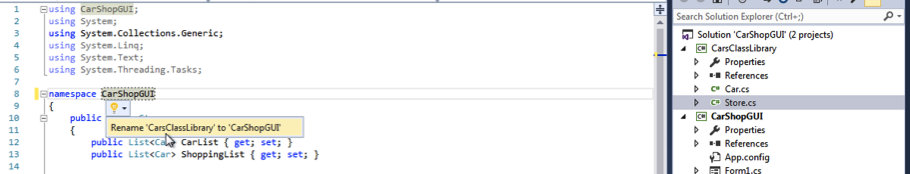 1 using CarShopGUI;
2 using System;
3 using System.Collections.Generic;
4 using System.Linq;
5 using System.Text;
6 using System.Threading.Tasks;
7
8 namespace CarShopGUI
9 {
10 public
Rename 'CarsClassLibrary' to 'CarShopGUI'
11 {
12 public List<Car> CarList { get; set; }
13 public List<Car> ShoppingList { get; set; }
14
Search Solution Explorer (Ctrl+;)
Solution 'CarShopGUI' (2 projects)
CarsClassLibrary
Properties
References
C# Car.cs
C# Store.cs
C# CarShopGUI
Properties
References
App.config
Form1.cs